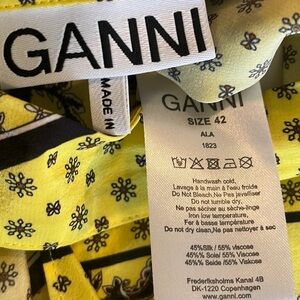 GANNI
MADE IN
GANNI
SIZE 42
ALA
1823
Handwash cold,
Lavage à la main à l'eau froide
Do not Bleach, Ne pas javelliser
Do not tumble dry,
Ne pas sécher au sèche-linge
Iron low temperature,
Fer à basse température
Do not dry clean, Ne pas nettoyer à sec
45%Silk / 55% Viscose
45%% Soie/ 55% Viscose
45%% Seide /55% Viskose
Frederiksholms Kanal 4B
DK-1220 Copenhagen
www.ganni.com